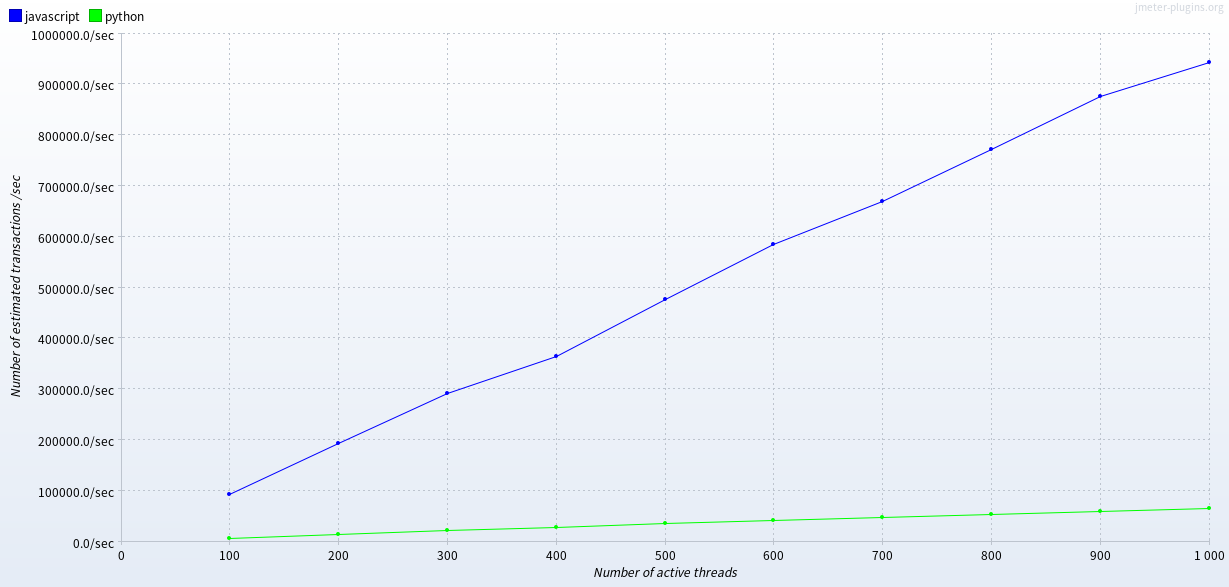 jmeter-plugins.org
javascript python
1000000.0/sec
900000.0/sec
800000.0/sec
700000.0/sec
600000.0/sec
500000.0/sec
400000.0/sec
300000.0/sec
200000.0/sec
100000.0/sec
0.0/sec
Number of estimated transactions /sec
0 100 200 300 400 500 600 700 800 900 1 000
Number of active threads